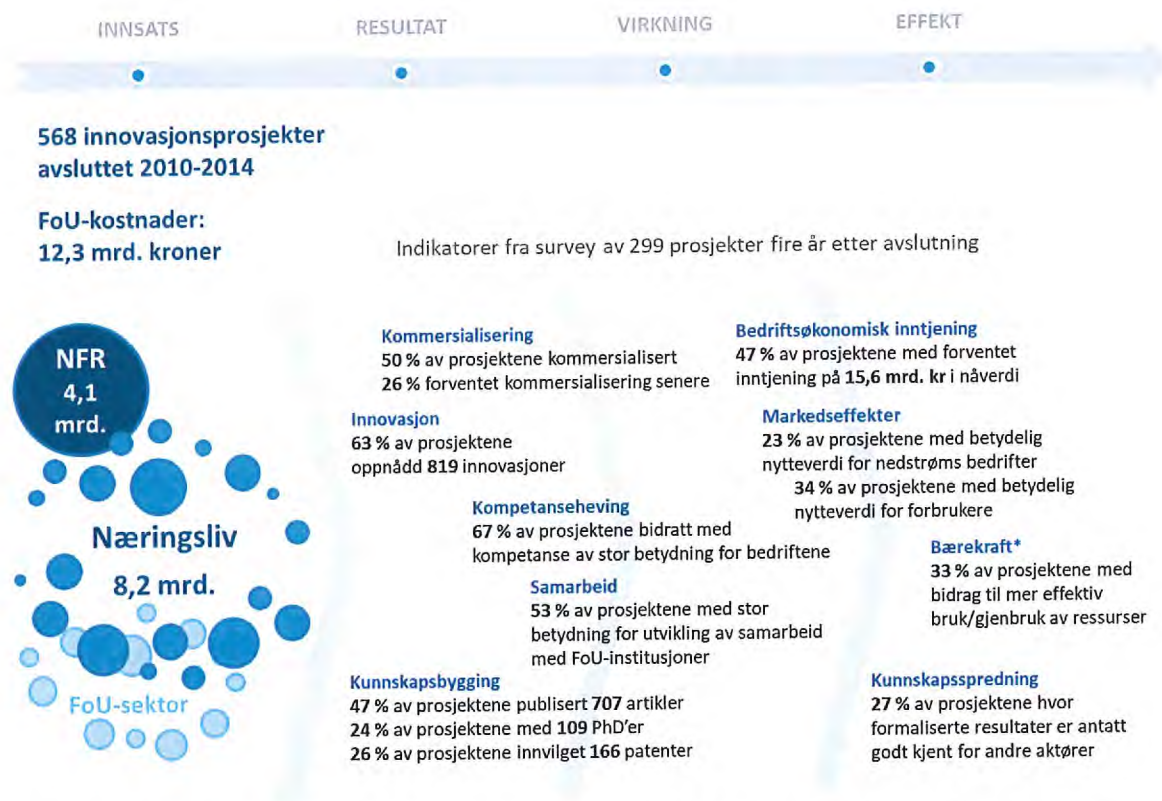 INNSATS
RESULTAT
VIRKNING
EFFEKT
568 innovasjonsprosjekter
avsluttet 2010-2014
FoU-kostnader:
12,3 mrd. kroner
Indikatorer fra survey av 299 prosjekter fire år etter avslutning
NFR
4,1
mrd.
Næringsliv
8,2 mrd.
FoU-sektor
Kommersialisering
50 % av prosjektene kommersialisert
26 % forventet kommersialisering senere
Innovasjon
63 % av prosjektene
oppnådd 819 innovasjoner
Kompetanseheving
67 % av prosjektene bidratt med
kompetanse av stor betydning for bedriftene
Samarbeid
53 % av prosjektene med stor
betydning for utvikling av samarbeid
med FoU-institusjoner
Kunnskapsbygging
47 % av prosjektene publisert 707 artikler
24 % av prosjektene med 109 PhD'er
26 % av prosjektene innvilget 166 patenter
Bedriftsøkonomisk inntjening
47 % av prosjektene med forventet
inntjening på 15,6 mrd. kr i nåverdi
Markedseffekter
23 % av prosjektene med betydelig
nytteverdi for nedstrøms bedrifter
34 % av prosjektene med betydelig
nytteverdi for forbrukere
Bærekraft*
33 % av prosjektene med
bidrag til mer effektiv
bruk/gjenbruk av ressurser
Kunnskapsspredning
27 % av prosjektene hvor
formaliserte resultater er antatt
godt kjent for andre aktører